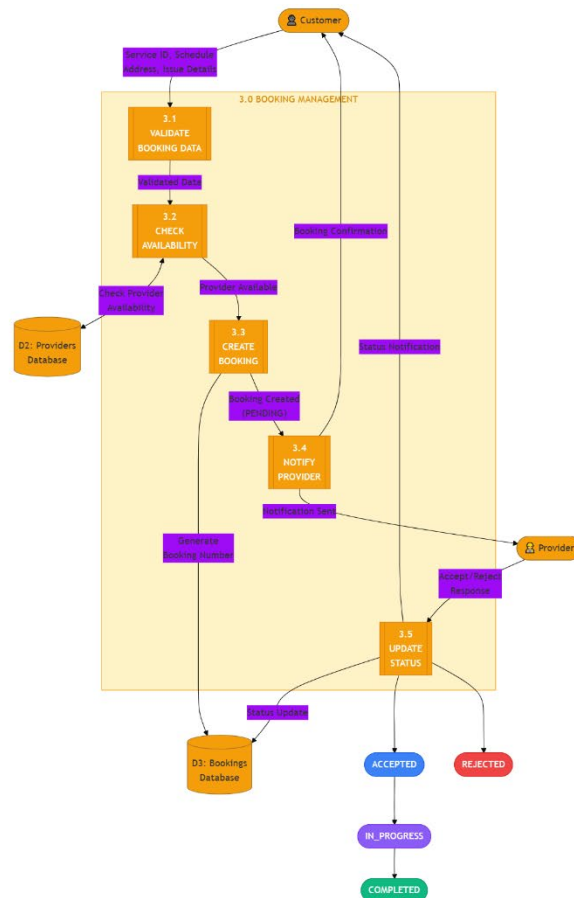 Customer
Service ID, Schedule
Address, Issue Details
3.0 BOOKING MANAGEMENT
3.1
VALIDATE
BOOKING DATA
Validated Data
3.2
CHECK
AVAILABILITY
Booking Confirmation
Check Provider
Availability
Provider Available
D2: Providers
Database
3.3
CREATE
BOOKING
Status Notification
Booking Created
(PENDING)
3.4
NOTIFY
PROVIDER
Notification Sent
Generate
Booking Number
Provider
Accept/Reject
Response
3.5
UPDATE
STATUS
Status Update
D3: Bookings
Database
ACCEPTED
REJECTED
IN_PROGRESS
COMPLETED